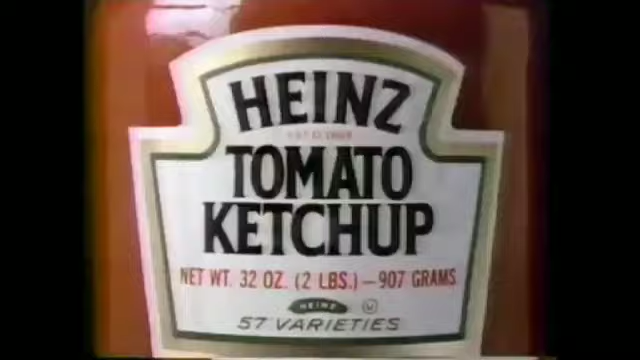 HEINZ
TOMATO
KETCHUP
NET WT. 32 OZ. (2 LBS.) – 907 GRAMS
HEINZ U
57 VARIETIES